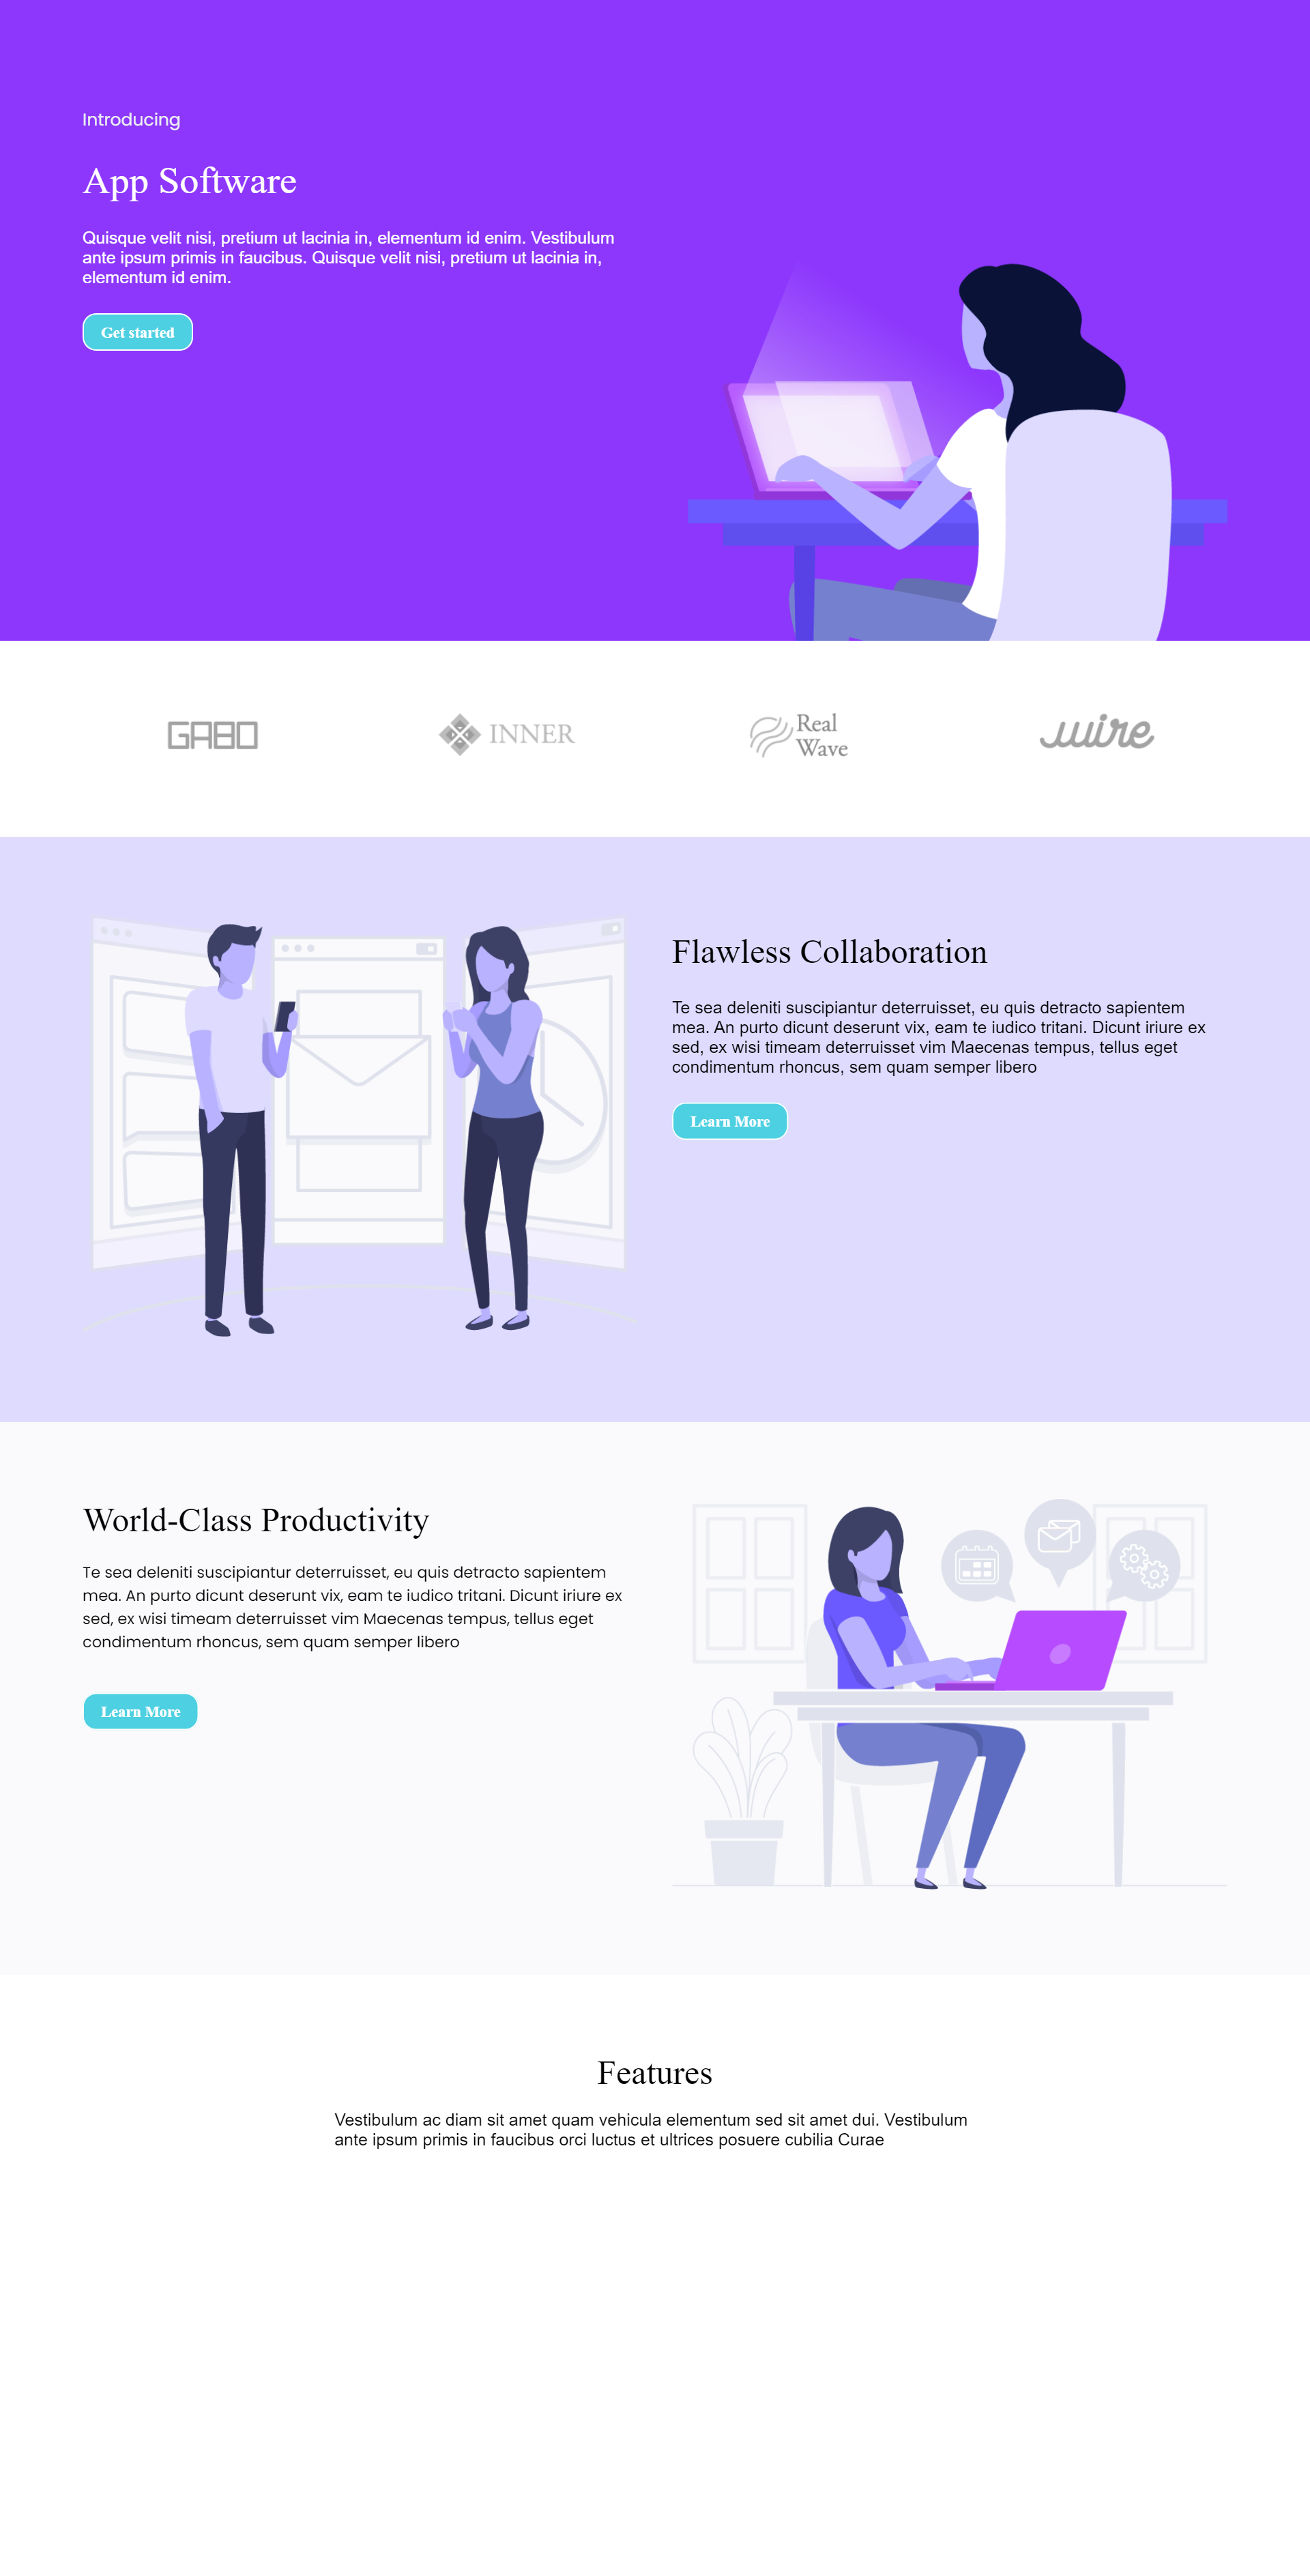 Introducing
App Software
Quisque velit nisi, pretium ut lacinia in, elementum id enim. Vestibulum
ante ipsum primis in faucibus. Quisque velit nisi, pretium ut lacinia in,
elementum id enim.
Get started
GABO
INNER
Real
Wave
wire
Flawless Collaboration
Te sea deleniti suscipiantur deterruisset, eu quis detracto sapientem
mea. An purto dicunt deserunt vix, eam te iudico tritani. Dicunt iriure ex
sed, ex wisi timeam deterruisset vim Maecenas tempus, tellus eget
condimentum rhoncus, sem quam semper libero
Learn More
World-Class Productivity
Te sea deleniti suscipiantur deterruisset, eu quis detracto sapientem
mea. An purto dicunt deserunt vix, eam te iudico tritani. Dicunt iriure ex
sed, ex wisi timeam deterruisset vim Maecenas tempus, tellus eget
condimentum rhoncus, sem quam semper libero
Learn More
Features
Vestibulum ac diam sit amet quam vehicula elementum sed sit amet dui. Vestibulum
ante ipsum primis in faucibus orci luctus et ultrices posuere cubilia Curae